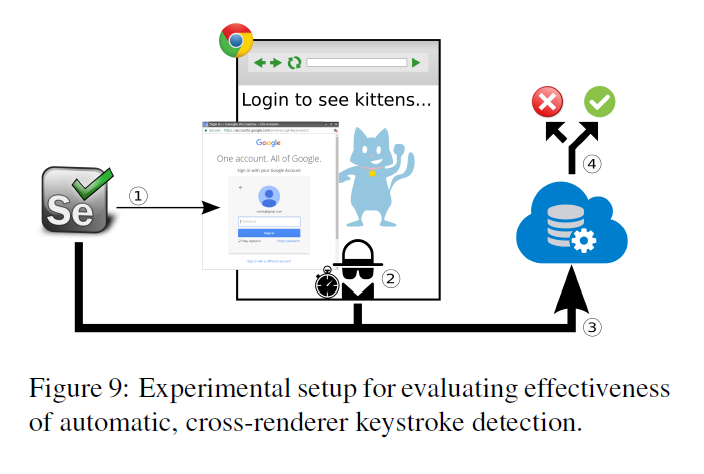 Login to see kittens...
Google
One account. All of Google.
Sign in with your Google Account
Sign in
Se
①
②
③
④
Figure 9: Experimental setup for evaluating effectiveness
of automatic, cross-renderer keystroke detection.